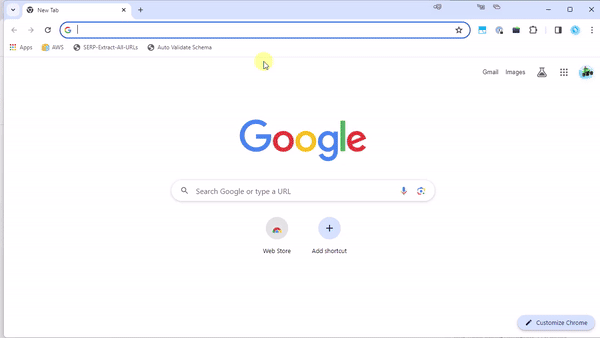 New Tab
Apps AWS SERP-Extract-All-URLs Auto Validate Schema
Gmail Images
Google
Search Google or type a URL
Web Store Add shortcut
Customize Chrome